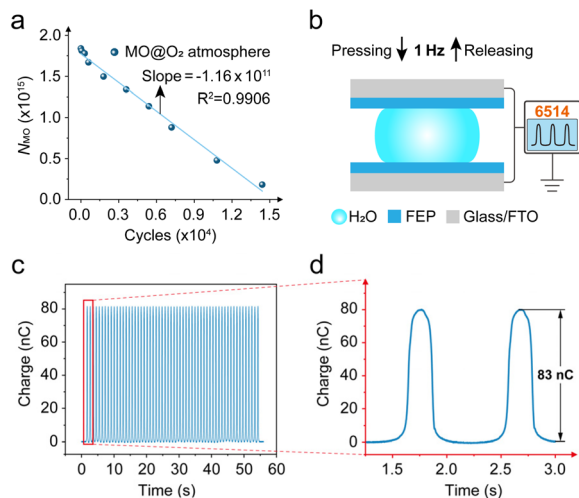 a
MO@O₂ atmosphere
Slope = -1.16 x 10¹¹
R²=0.9906
N_MO (x10¹⁵)
2.0
1.5
1.0
0.5
0.0
0.0 0.3 0.6 0.9 1.2 1.5
Cycles (x10⁴)
b
Pressing ↓ 1 Hz ↑ Releasing
6514
H₂O FEP Glass/FTO
c
Charge (nC)
80
60
40
20
0
0 10 20 30 40 50 60
Time (s)
d
Charge (nC)
80
60
40
20
0
83 nC
1.5 2.0 2.5 3.0
Time (s)